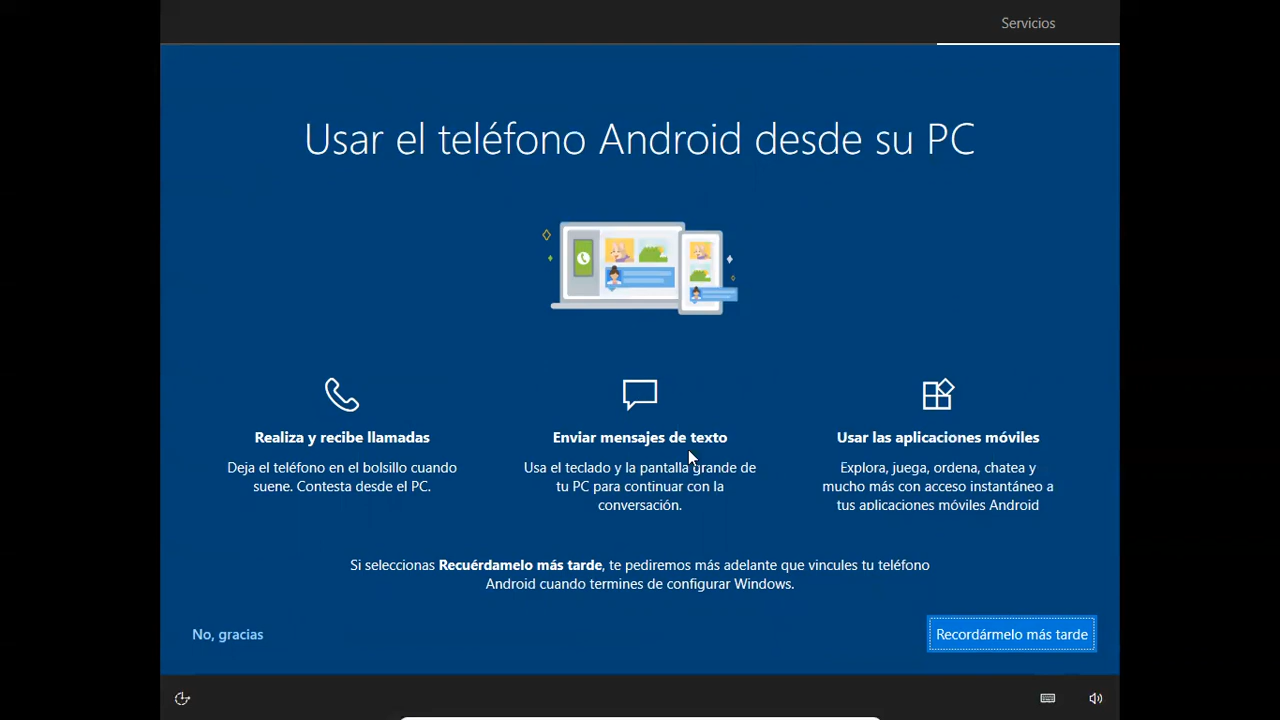 Servicios
Usar el teléfono Android desde su PC
Realiza y recibe llamadas
Deja el teléfono en el bolsillo cuando
suene. Contesta desde el PC.
Enviar mensajes de texto
Usa el teclado y la pantalla grande de
tu PC para continuar con la
conversación.
Usar las aplicaciones móviles
Explora, juega, ordena, chatea y
mucho más con acceso instantáneo a
tus aplicaciones móviles Android
Si seleccionas Recuérdamelo más tarde, te pediremos más adelante que vincules tu teléfono
Android cuando termines de configurar Windows.
No, gracias
Recordármelo más tarde